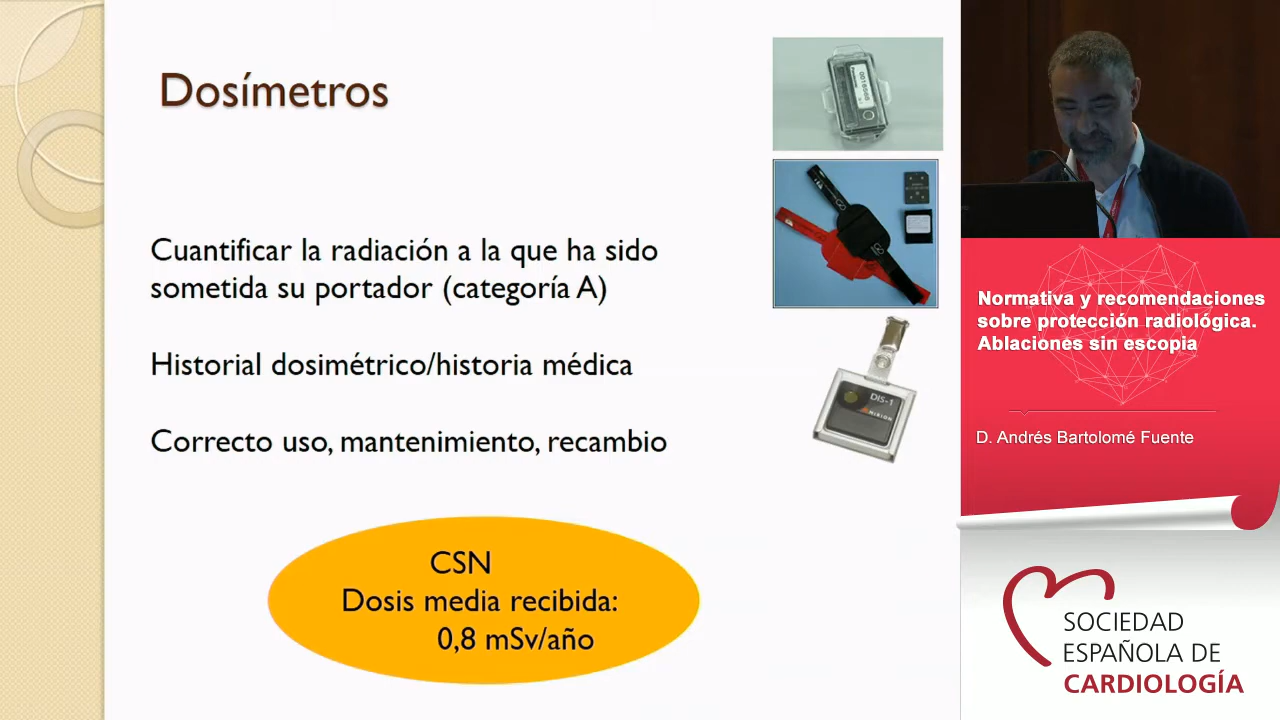 Dosímetros
Cuantificar la radiación a la que ha sido
sometida su portador (categoría A)
Historial dosimétrico/historia médica
Correcto uso, mantenimiento, recambio
CSN
Dosis media recibida:
0,8 mSv/año
DIS-1
MIRION
Normativa y recomendaciones
sobre protección radiológica.
Ablaciones sin escopia
D. Andrés Bartolomé Fuente
SOCIEDAD
ESPAÑOLA DE
CARDIOLOGÍA